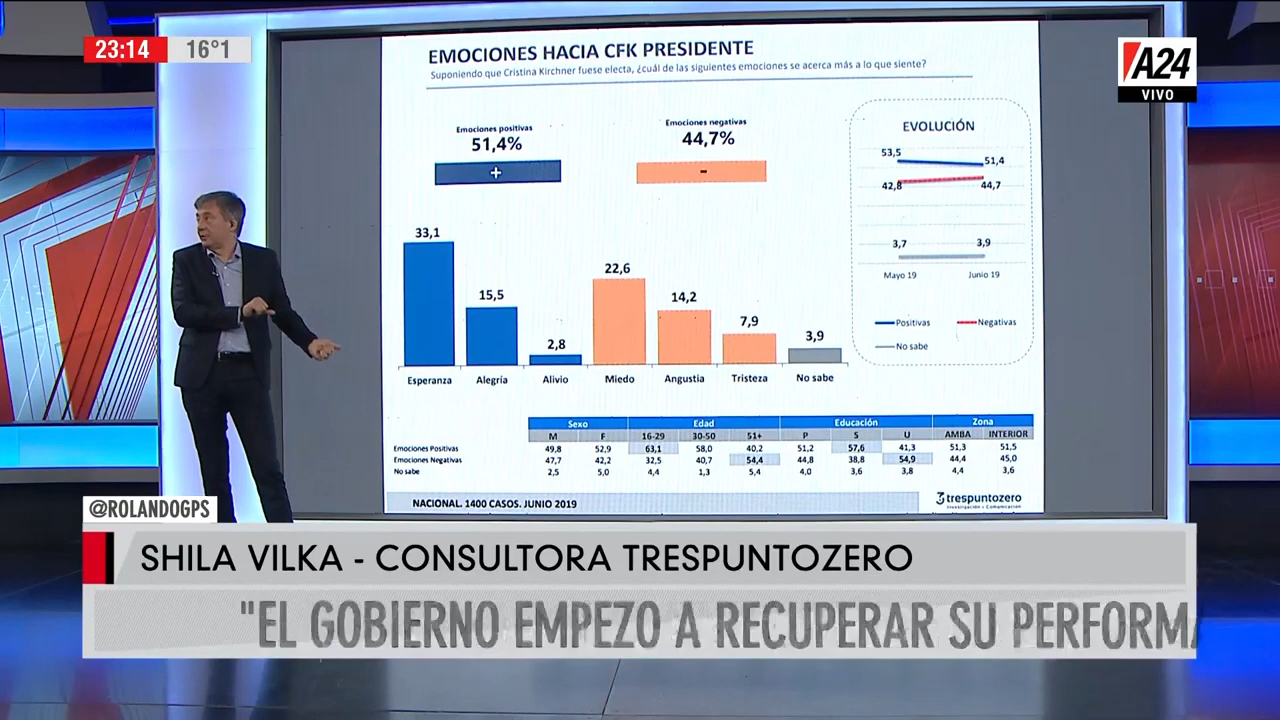 23:14 16°1
A24
VIVO
EMOCIONES HACIA CFK PRESIDENTE
Suponiendo que Cristina Kirchner fuese electa, ¿cuál de las siguientes emociones se acerca más a lo que siente?
Emociones positivas
51,4%
+
Emociones negativas
44,7%
-
33,1
15,5
2,8
22,6
14,2
7,9
3,9
Esperanza Alegría Alivio Miedo Angustia Tristeza No sabe
EVOLUCIÓN
53,5 51,4
42,8 44,7
3,7 3,9
Mayo 19 Junio 19
Positivas Negativas
No sabe
Sexo Edad Educación Zona
M F 16-29 30-50 51+ P S U AMBA INTERIOR
Emociones Positivas 49,8 52,9 63,1 58,0 40,2 51,2 57,6 41,3 51,3 51,5
Emociones Negativas 47,7 42,2 32,5 40,7 54,4 44,8 38,8 54,9 44,4 45,0
No sabe 2,5 5,0 4,4 1,3 5,4 4,0 3,6 3,8 4,4 3,6
NACIONAL. 1400 CASOS. JUNIO 2019
trespuntozero
Investigación + Comunicación
@ROLANDOGPS
SHILA VILKA - CONSULTORA TRESPUNTOZERO
"EL GOBIERNO EMPEZO A RECUPERAR SU PERFORMA